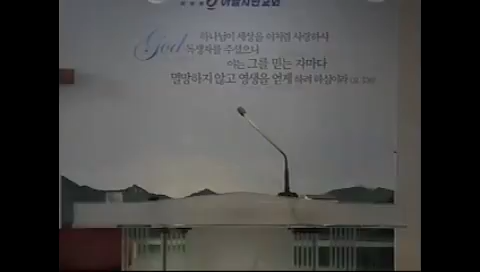 God 하나님이 세상을 이처럼 사랑하사
독생자를 주셨으니
이는 그를 믿는 자마다
멸망하지 않고 영생을 얻게 하려 하심이라